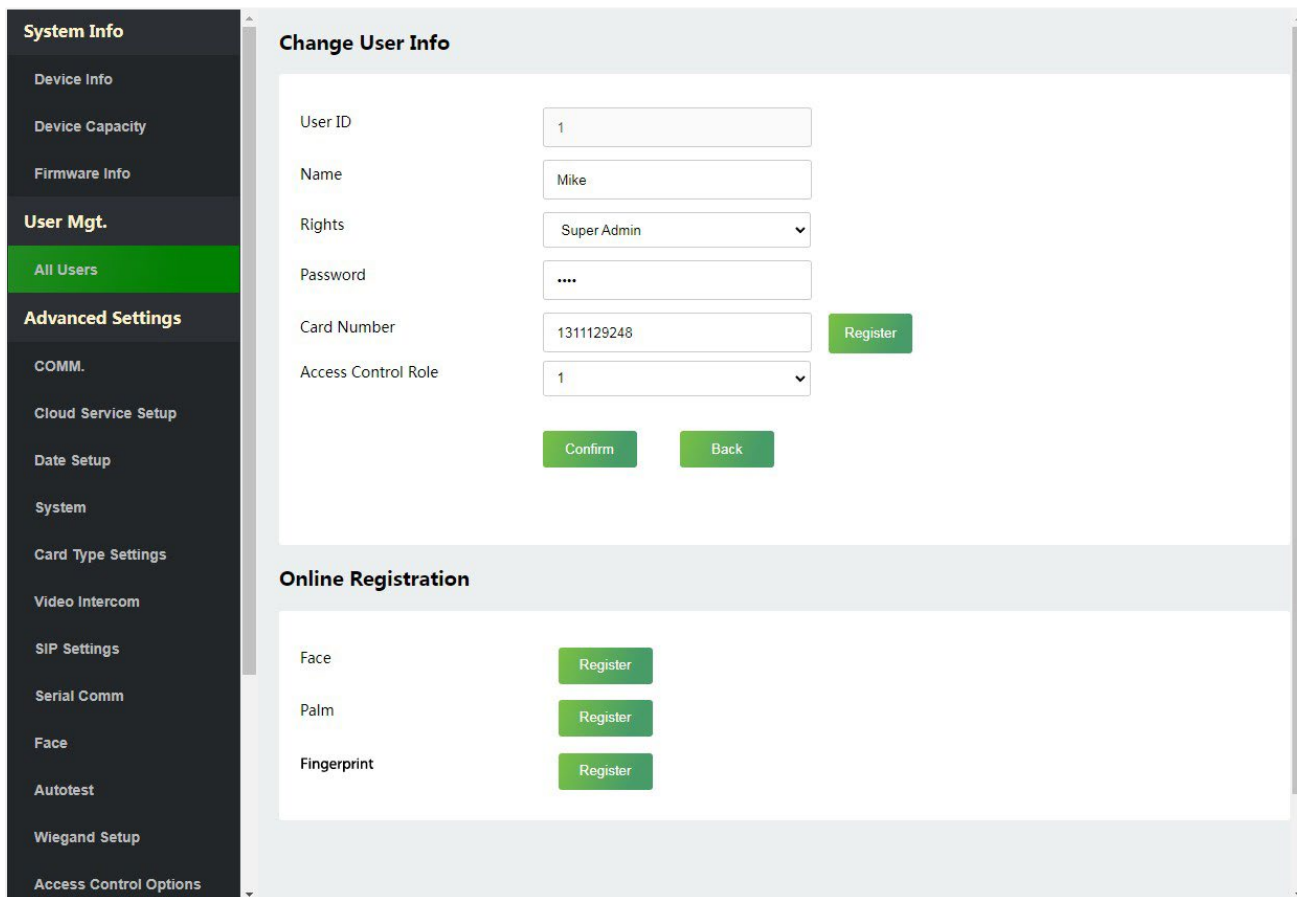 System Info
Device Info
Device Capacity
Firmware Info
User Mgt.
All Users
Advanced Settings
COMM.
Cloud Service Setup
Date Setup
System
Card Type Settings
Video Intercom
SIP Settings
Serial Comm
Face
Autotest
Wiegand Setup
Access Control Options
Change User Info
User ID 1
Name Mike
Rights Super Admin
Password ••••
Card Number 1311129248 Register
Access Control Role 1
Confirm Back
Online Registration
Face Register
Palm Register
Fingerprint Register